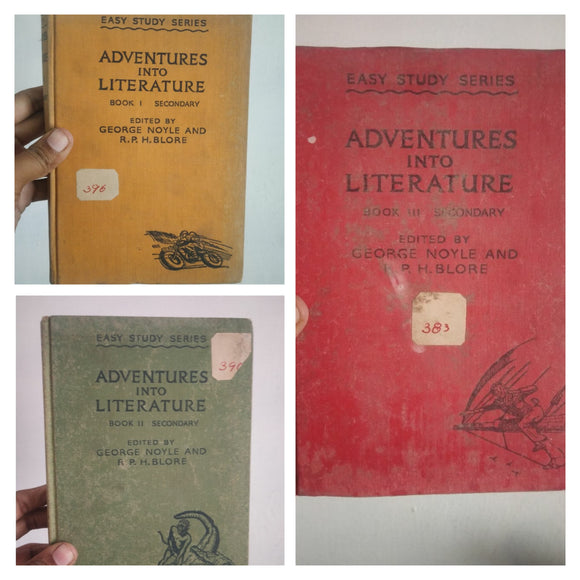 EASY STUDY SERIES
ADVENTURES
INTO
LITERATURE
BOOK I SECONDARY
EDITED BY
GEORGE NOYLE AND
R. P. H. BLORE
396
EASY STUDY SERIES
390
ADVENTURES
INTO
LITERATURE
BOOK II SECONDARY
EDITED BY
GEORGE NOYLE AND
R. P. H. BLORE
EASY STUDY SERIES
ADVENTURES
INTO
LITERATURE
BOOK III SECONDARY
EDITED BY
GEORGE NOYLE AND
R. P. H. BLORE
383